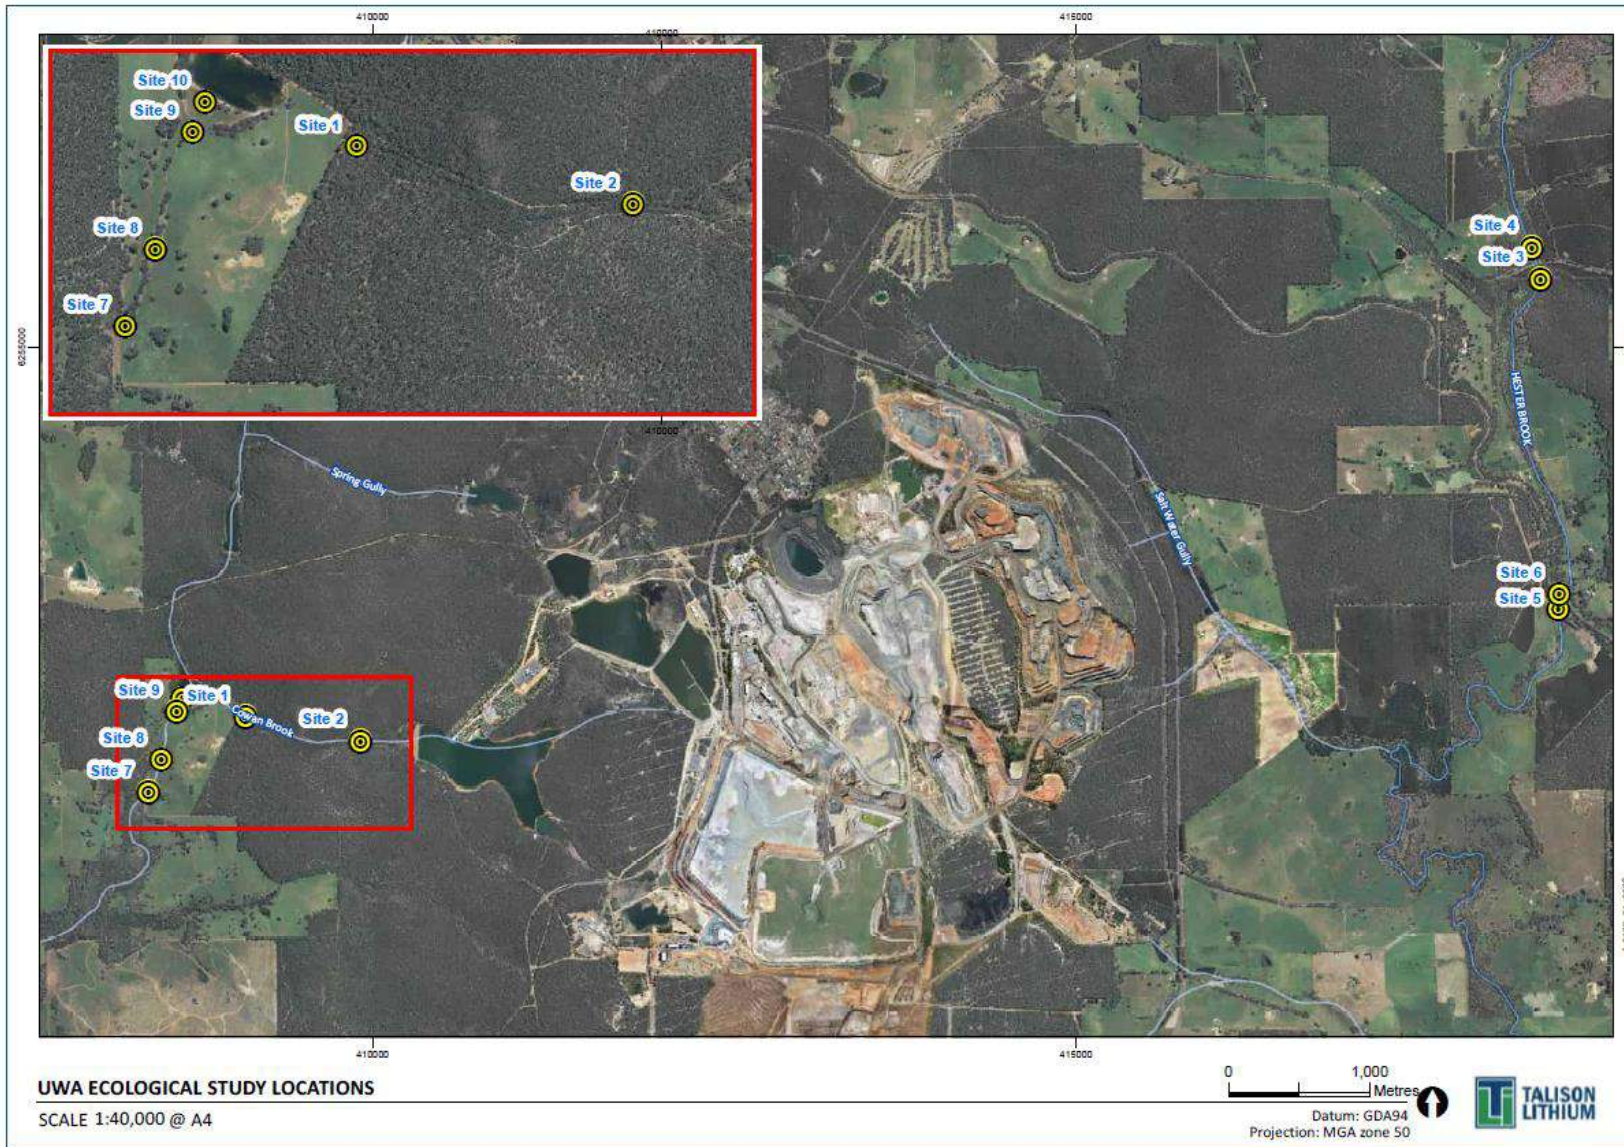 410000
415000
410000
Site 10
Site 9
Site 1
Site 2
Site 8
Site 7
Site 4
Site 3
6255000
HESTER BROOK
410000
Spring Gully
Salt Water Gully
Site 6
Site 5
Site 9
Site 1
Cowan Brook
Site 2
Site 8
Site 7
410000
415000
UWA ECOLOGICAL STUDY LOCATIONS
SCALE 1:40,000 @ A4
0 1,000
Metres
Datum: GDA94
Projection: MGA zone 50
TALISON
LITHIUM